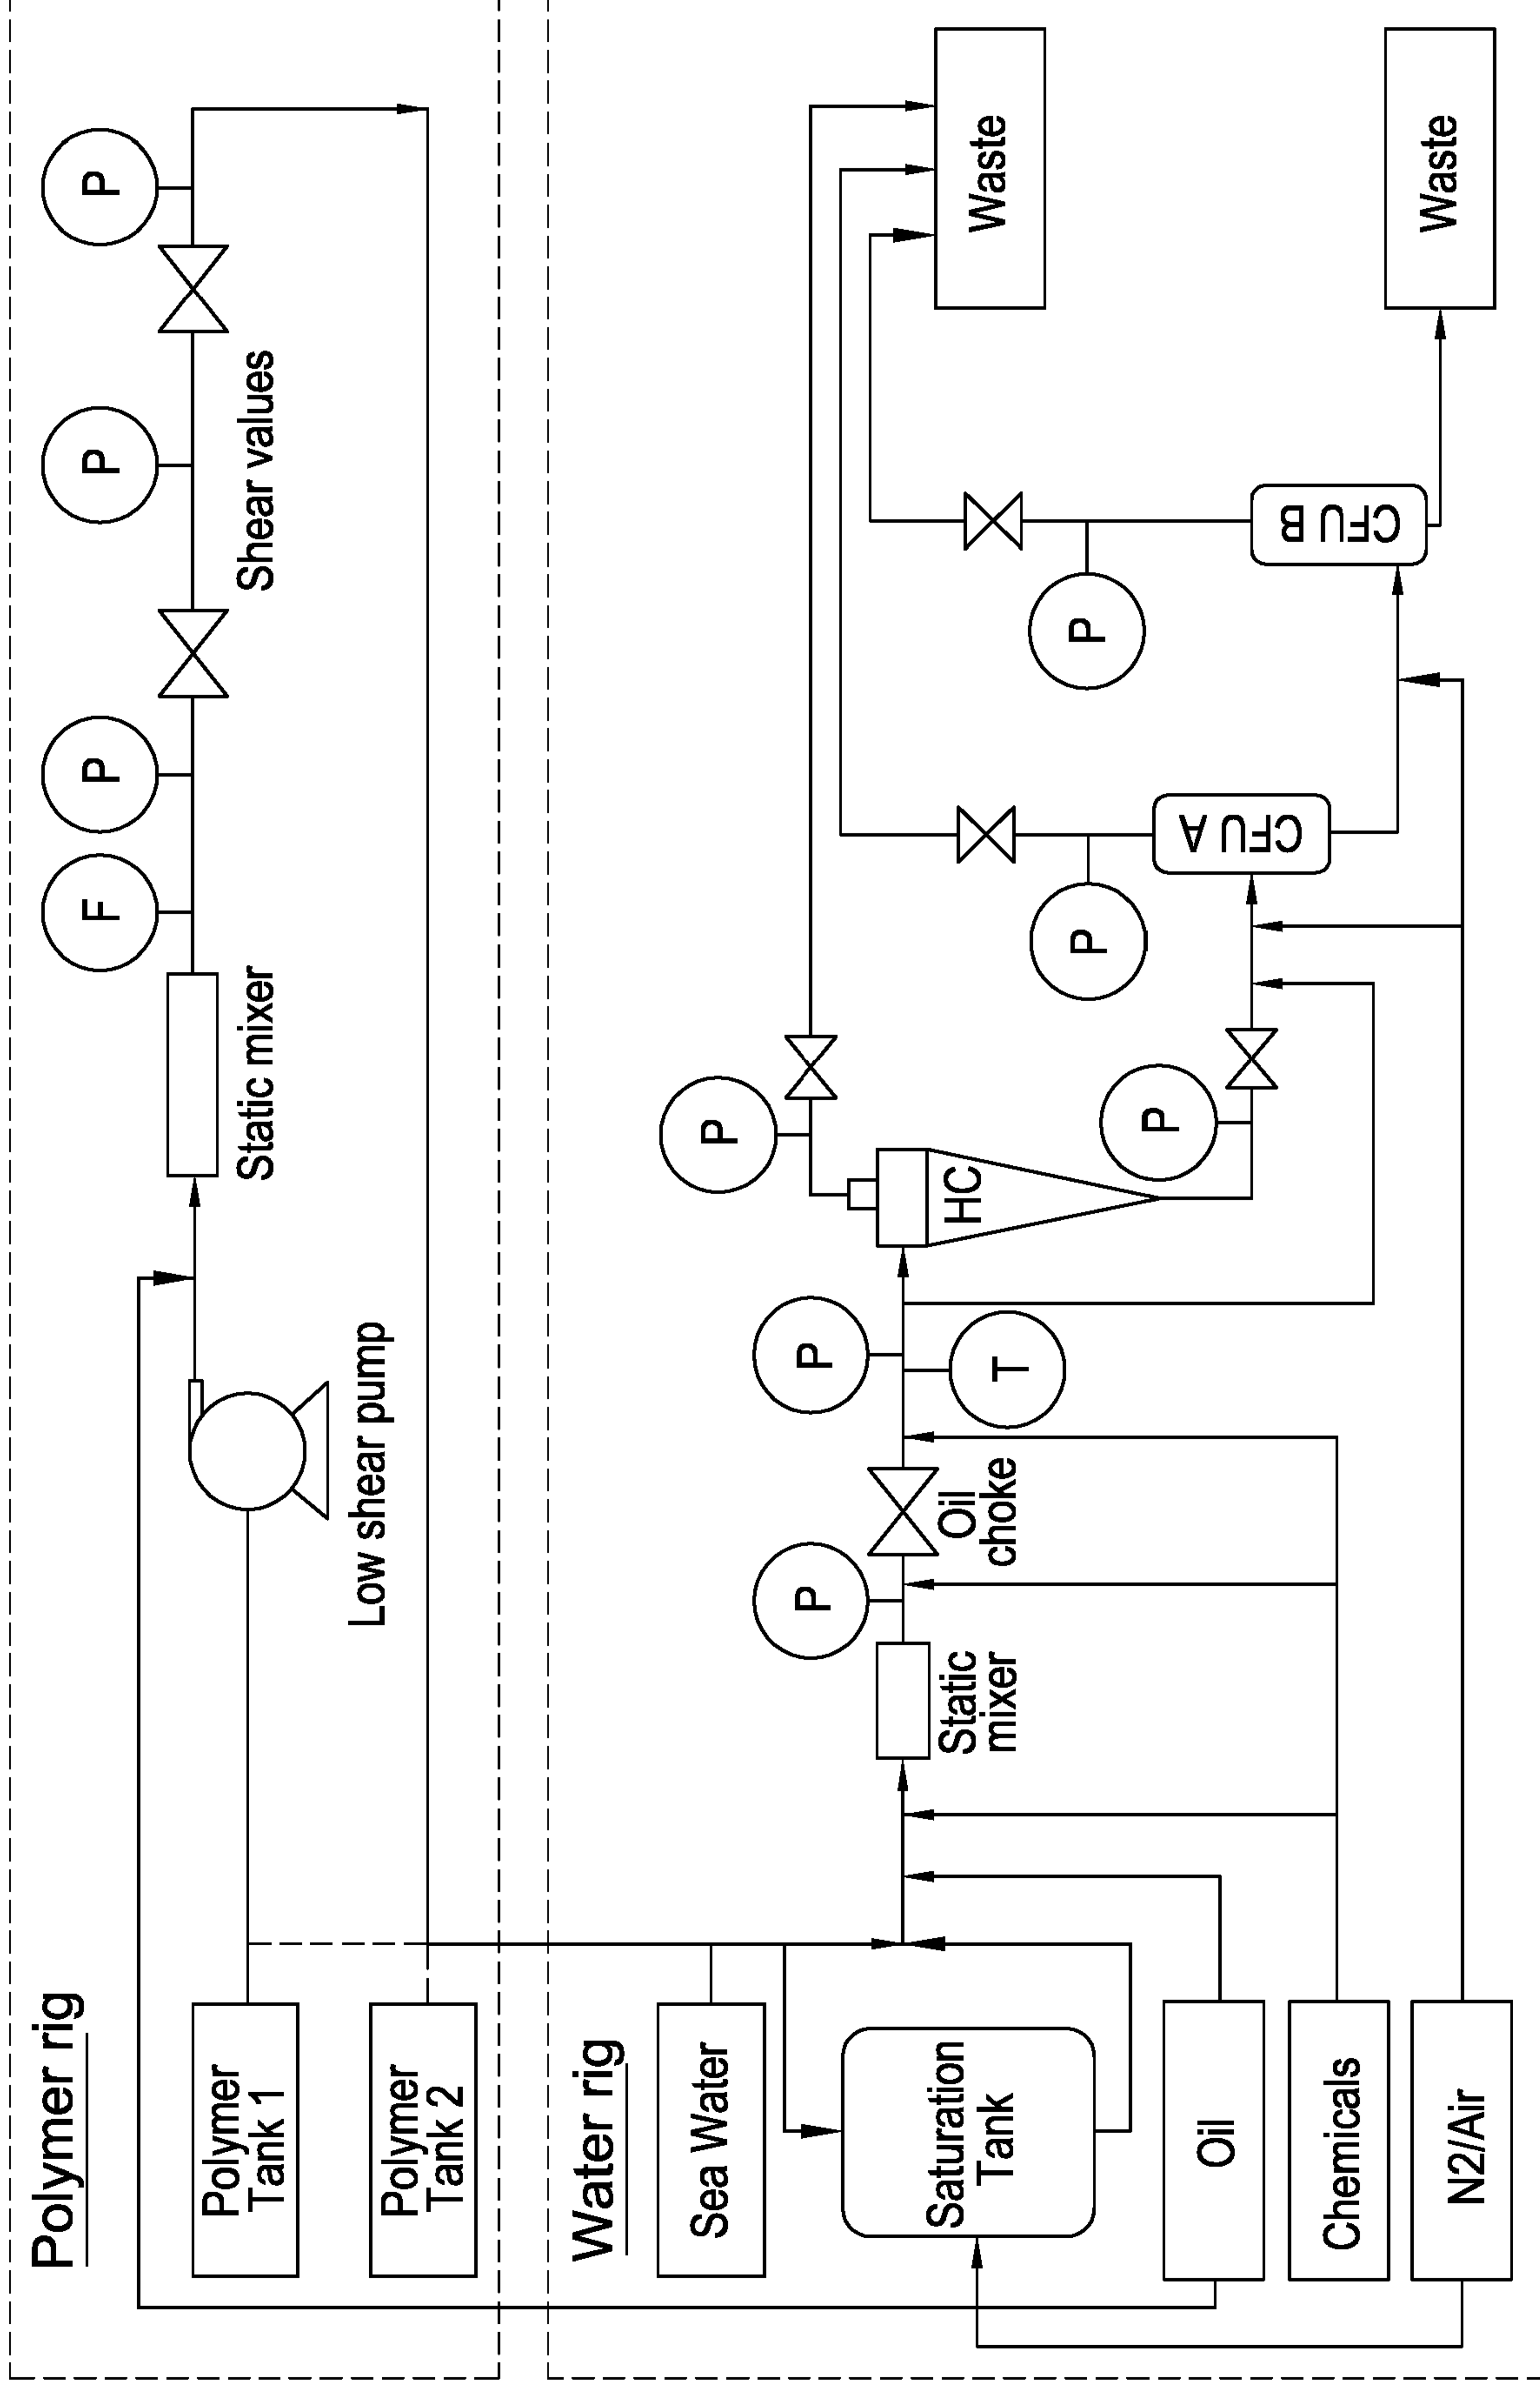 Polymer rig
Polymer
Tank 1
Polymer
Tank 2
Low shear pump
Static mixer
F
P
P
P
Shear values
Water rig
Sea Water
Saturation
Tank
Oil
Chemicals
N2/Air
Static
mixer
P
Oil
choke
P
T
HC
P
P
P
CFU A
P
CFU B
Waste
Waste